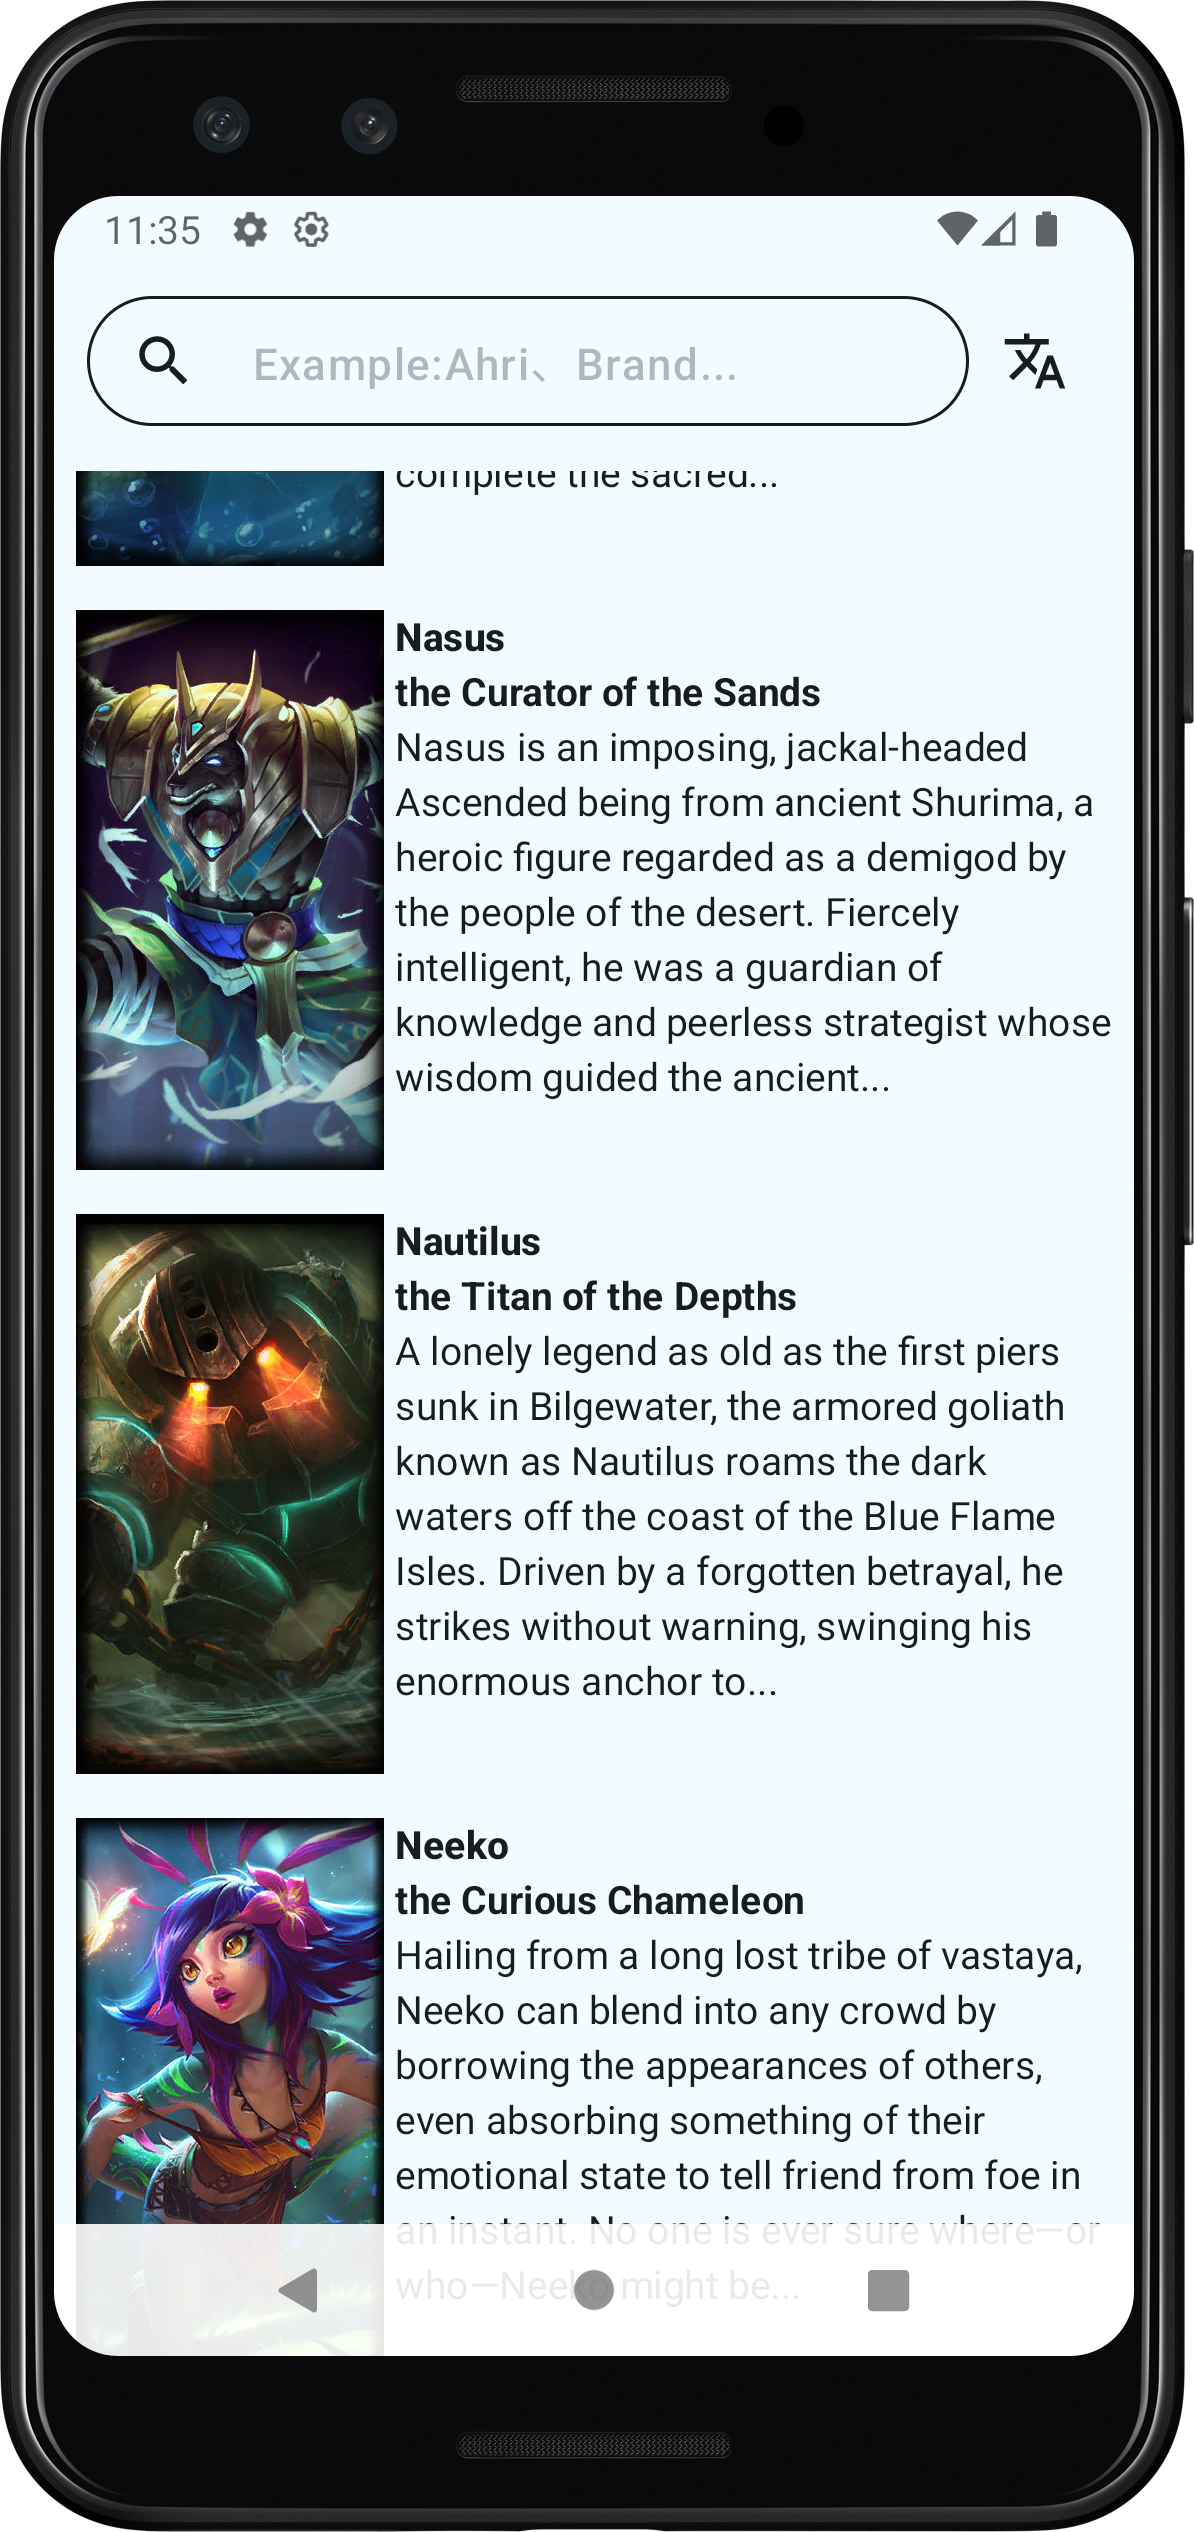 11:35
Example:Ahri、 Brand...
complete the sacred...
Nasus
the Curator of the Sands
Nasus is an imposing, jackal-headed
Ascended being from ancient Shurima, a
heroic figure regarded as a demigod by
the people of the desert. Fiercely
intelligent, he was a guardian of
knowledge and peerless strategist whose
wisdom guided the ancient...
Nautilus
the Titan of the Depths
A lonely legend as old as the first piers
sunk in Bilgewater, the armored goliath
known as Nautilus roams the dark
waters off the coast of the Blue Flame
Isles. Driven by a forgotten betrayal, he
strikes without warning, swinging his
enormous anchor to...
Neeko
the Curious Chameleon
Hailing from a long lost tribe of vastaya,
Neeko can blend into any crowd by
borrowing the appearances of others,
even absorbing something of their
emotional state to tell friend from foe in
an instant. No one is ever sure where—or
who—Neeko might be...